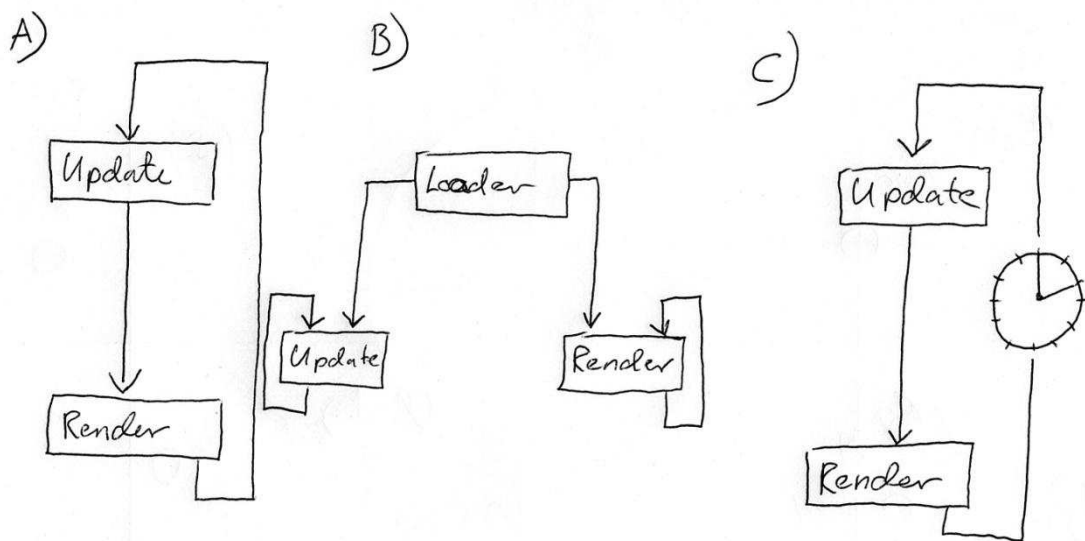 A)
Update
Render
B)
Loader
Update
Render
C)
Update
Render